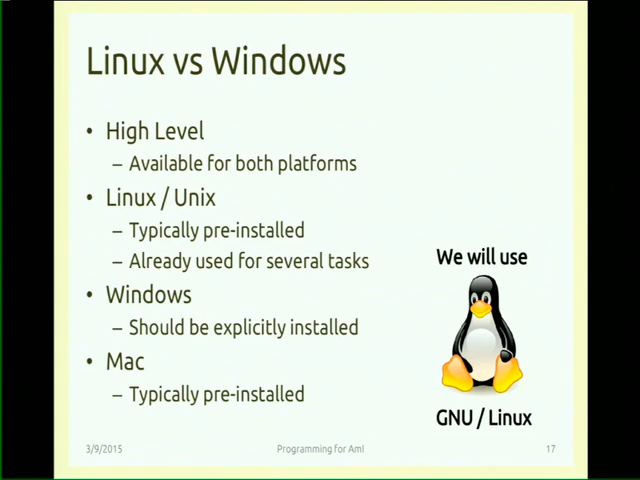 Linux vs Windows
• High Level
– Available for both platforms
• Linux / Unix
– Typically pre-installed
– Already used for several tasks
• Windows
– Should be explicitly installed
• Mac
– Typically pre-installed
We will use
GNU / Linux
3/9/2015
Programming for AmI
17